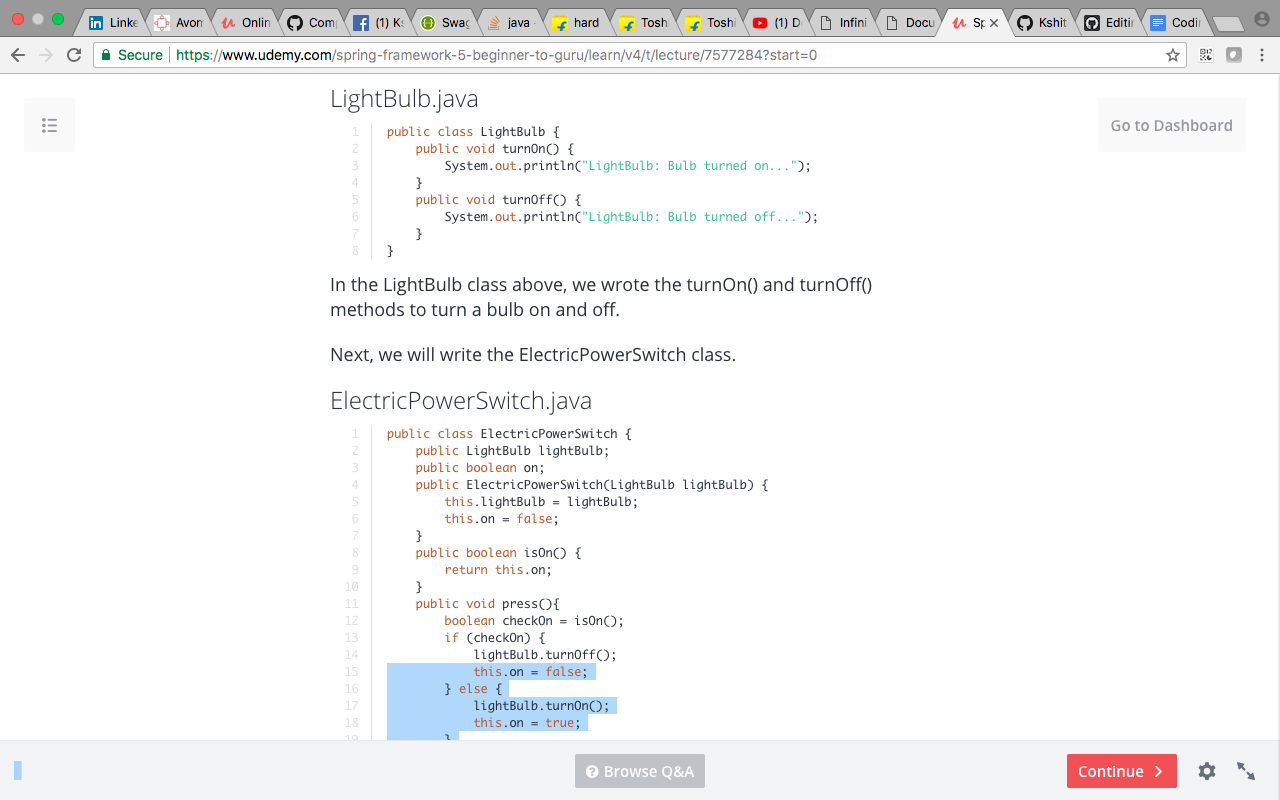 Linke Avon Onlin Com (1) Ks Swag java - hard Tosh Toshi (1) D Infini Docu Sp Kshit Editin Codin
Secure https://www.udemy.com/spring-framework-5-beginner-to-guru/learn/v4/t/lecture/7577284?start=0
LightBulb.java
Go to Dashboard
1 public class LightBulb {
2 public void turnOn() {
3 System.out.println("LightBulb: Bulb turned on...");
4 }
5 public void turnOff() {
6 System.out.println("LightBulb: Bulb turned off...");
7 }
8 }
In the LightBulb class above, we wrote the turnOn() and turnOff()
methods to turn a bulb on and off.
Next, we will write the ElectricPowerSwitch class.
ElectricPowerSwitch.java
1 public class ElectricPowerSwitch {
2 public LightBulb lightBulb;
3 public boolean on;
4 public ElectricPowerSwitch(LightBulb lightBulb) {
5 this.lightBulb = lightBulb;
6 this.on = false;
7 }
8 public boolean isOn() {
9 return this.on;
10 }
11 public void press(){
12 boolean checkOn = isOn();
13 if (checkOn) {
14 lightBulb.turnOff();
15 this.on = false;
16 } else {
17 lightBulb.turnOn();
18 this.on = true;
19 }
Browse Q&A
Continue